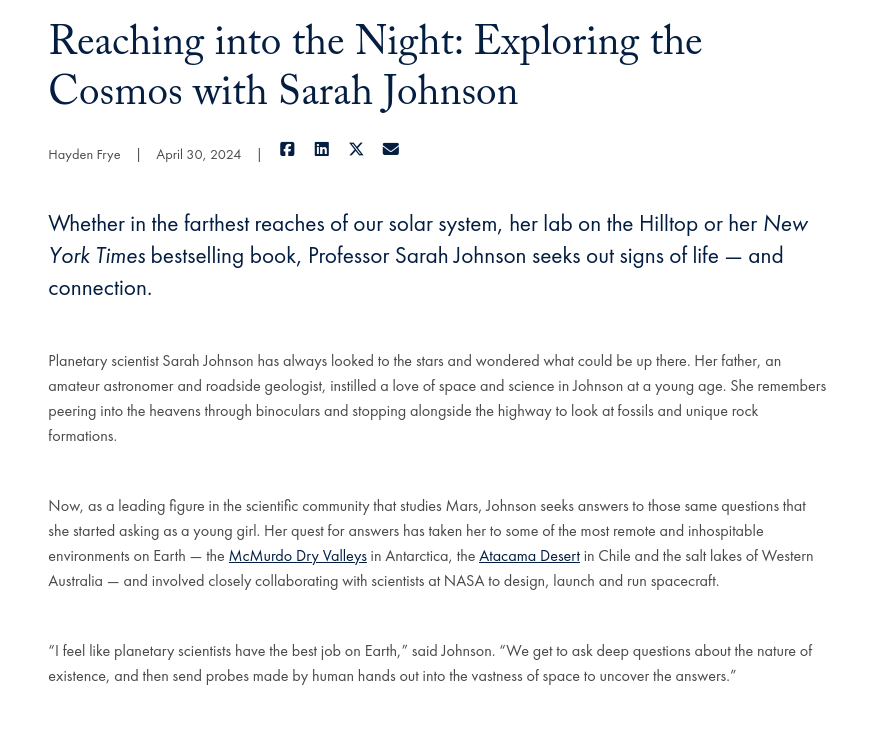 Reaching into the Night: Exploring the
Cosmos with Sarah Johnson
Hayden Frye | April 30, 2024 |
Whether in the farthest reaches of our solar system, her lab on the Hilltop or her New
York Times bestselling book, Professor Sarah Johnson seeks out signs of life — and
connection.
Planetary scientist Sarah Johnson has always looked to the stars and wondered what could be up there. Her father, an
amateur astronomer and roadside geologist, instilled a love of space and science in Johnson at a young age. She remembers
peering into the heavens through binoculars and stopping alongside the highway to look at fossils and unique rock
formations.
Now, as a leading figure in the scientific community that studies Mars, Johnson seeks answers to those same questions that
she started asking as a young girl. Her quest for answers has taken her to some of the most remote and inhospitable
environments on Earth — the McMurdo Dry Valleys in Antarctica, the Atacama Desert in Chile and the salt lakes of Western
Australia — and involved closely collaborating with scientists at NASA to design, launch and run spacecraft.
“I feel like planetary scientists have the best job on Earth,” said Johnson. “We get to ask deep questions about the nature of
existence, and then send probes made by human hands out into the vastness of space to uncover the answers.”